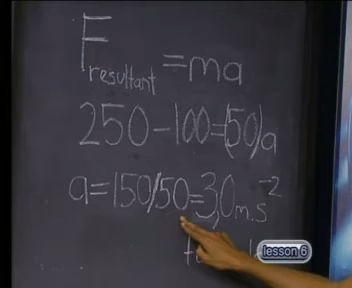 F resultant = ma
250 - 100 = (50)a
a = 150/50 = 3,0 m.s⁻²
lesson 6